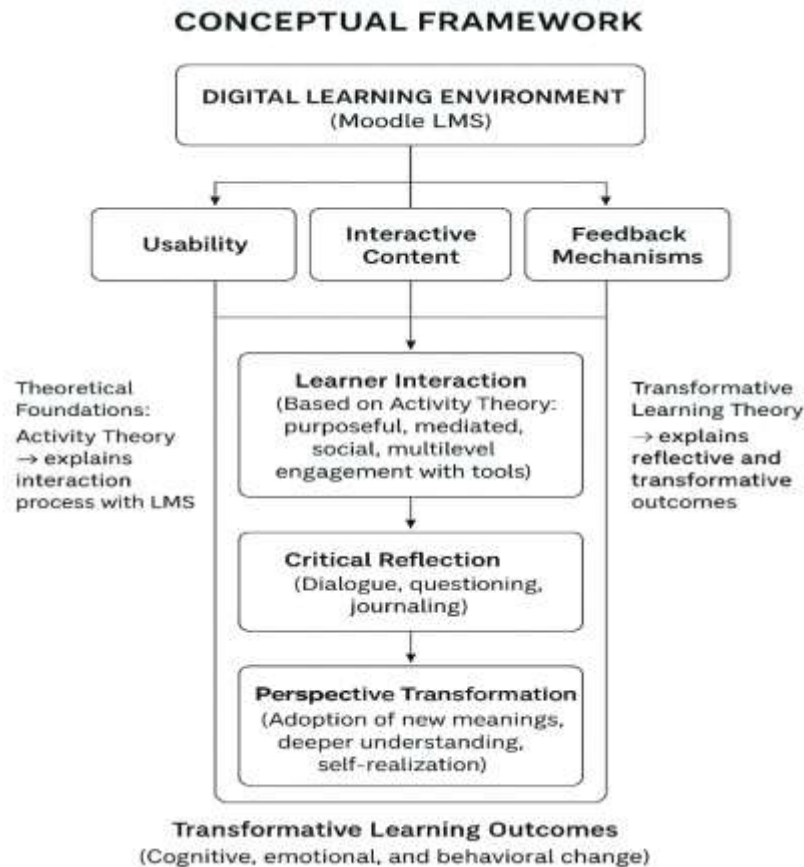 CONCEPTUAL FRAMEWORK
DIGITAL LEARNING ENVIRONMENT
(Moodle LMS)
Usability
Interactive
Content
Feedback
Mechanisms
Theoretical
Foundations:
Activity Theory
→ explains
interaction
process with LMS
Learner Interaction
(Based on Activity Theory:
purposeful, mediated,
social, multilevel
engagement with tools)
Transformative
Learning Theory
→ explains
reflective and
transformative
outcomes
Critical Reflection
(Dialogue, questioning,
journaling)
Perspective Transformation
(Adoption of new meanings,
deeper understanding,
self-realization)
Transformative Learning Outcomes
(Cognitive, emotional, and behavioral change)